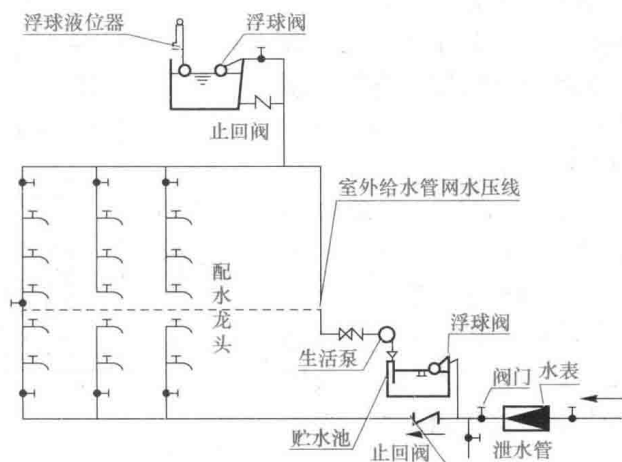 浮球液位器
浮球阀
止回阀
室外给水管网水压线
配水龙头
浮球阀
生活泵
阀门
水表
贮水池
止回阀
泄水管